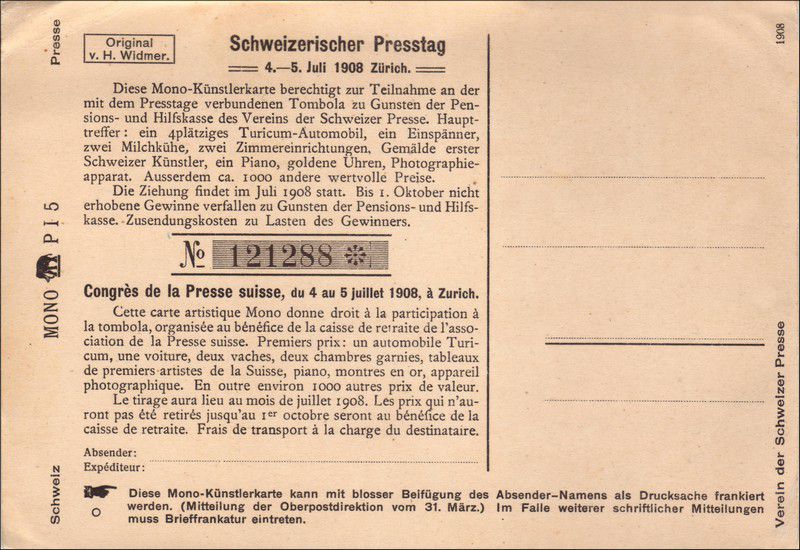 Presse
Original
v. H. Widmer.
Schweizerischer Presstag
4.—5. Juli 1908 Zürich.
Diese Mono-Künstlerkarte berechtigt zur Teilnahme an der
mit dem Presstage verbundenen Tombola zu Gunsten der Pen-
sions- und Hilfskasse des Vereins der Schweizer Presse. Haupt-
treffer: ein 4plätziges Turicum-Automobil, ein Einspänner,
zwei Milchkühe, zwei Zimmereinrichtungen, Gemälde erster
Schweizer Künstler, ein Piano, goldene Uhren, Photographie-
apparat. Ausserdem ca. 1000 andere wertvolle Preise.
Die Ziehung findet im Juli 1908 statt. Bis 1. Oktober nicht
erhobene Gewinne verfallen zu Gunsten der Pensions- und Hilfs-
kasse. Zusendungskosten zu Lasten des Gewinners.
No 121288
Congrès de la Presse suisse, du 4 au 5 juillet 1908, à Zurich.
Cette carte artistique Mono donne droit à la participation à
la tombola, organisée au bénéfice de la caisse de retraite de l'asso-
ciation de la Presse suisse. Premiers prix: un automobile Turi-
cum, une voiture, deux vaches, deux chambres garnies, tableaux
de premiers artistes de la Suisse, piano, montres en or, appareil
photographique. En outre environ 1000 autres prix de valeur.
Le tirage aura lieu au mois de juillet 1908. Les prix qui n'au-
ront pas été retirés jusqu'au 1er octobre seront au bénéfice de la
caisse de retraite. Frais de transport à la charge du destinataire.
Absender:
Expéditeur:
Diese Mono-Künstlerkarte kann mit blosser Beifügung des Absender-Namens als Drucksache frankiert
werden. (Mitteilung der Oberpostdirektion vom 31. März.) Im Falle weiterer schriftlicher Mitteilungen
muss Brieffrankatur eintreten.
MONO P I 5
Schweiz
1908
Verein der Schweizer Presse